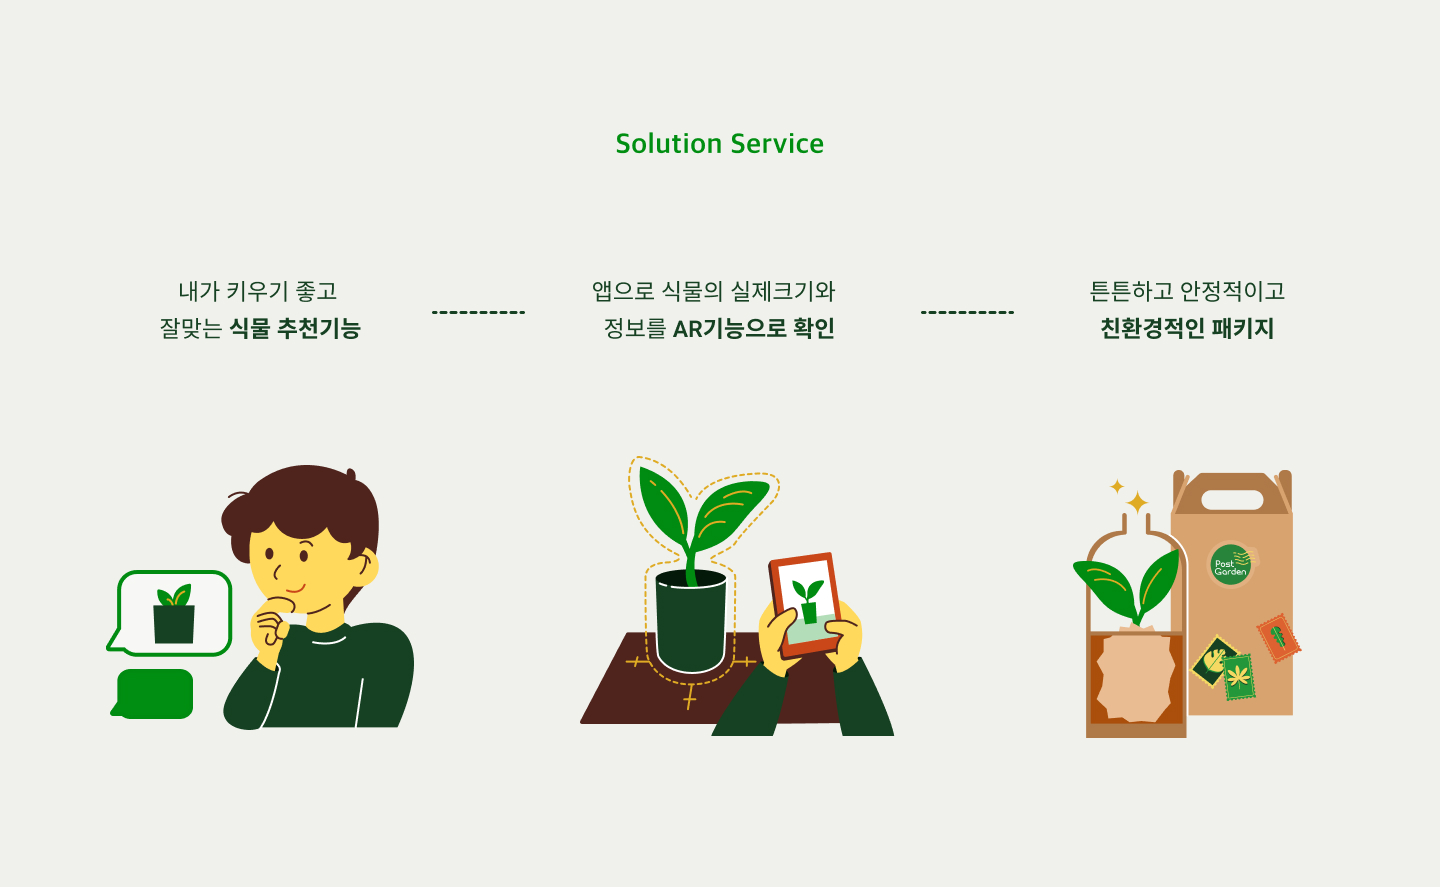 Solution Service
내가 키우기 좋고
잘맞는 식물 추천기능
앱으로 식물의 실제크기와
정보를 AR기능으로 확인
튼튼하고 안정적이고
친환경적인 패키지
Post
Garden